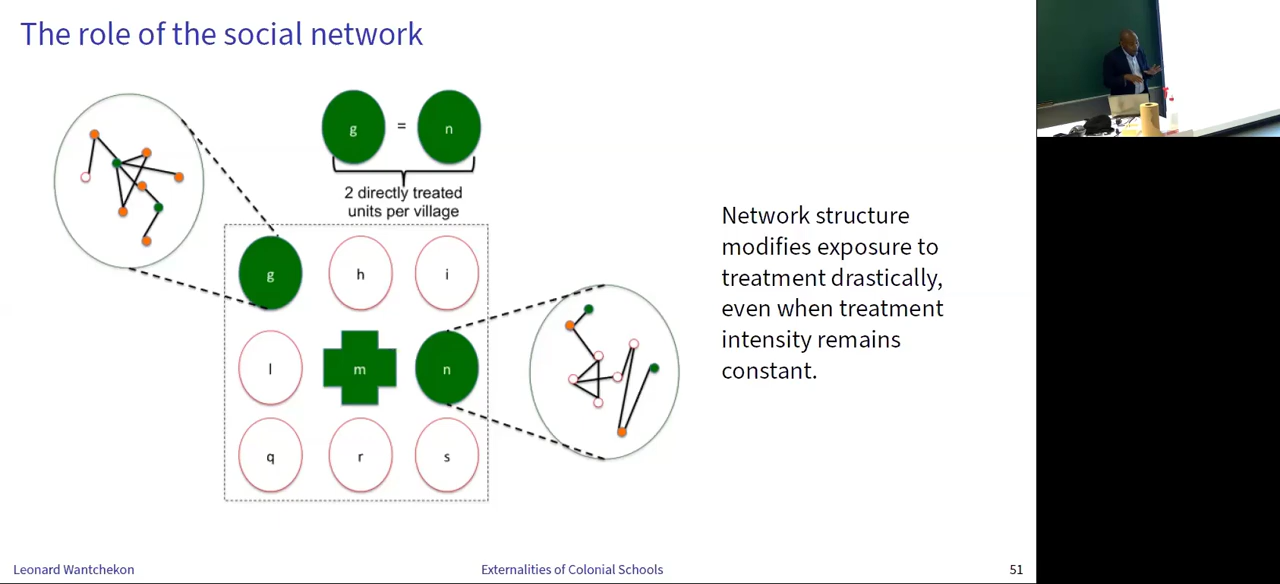 The role of the social network
g = n
2 directly treated
units per village
g h i
l m n
q r s
Network structure
modifies exposure to
treatment drastically,
even when treatment
intensity remains
constant.
Leonard Wantchekon Externalities of Colonial Schools 51